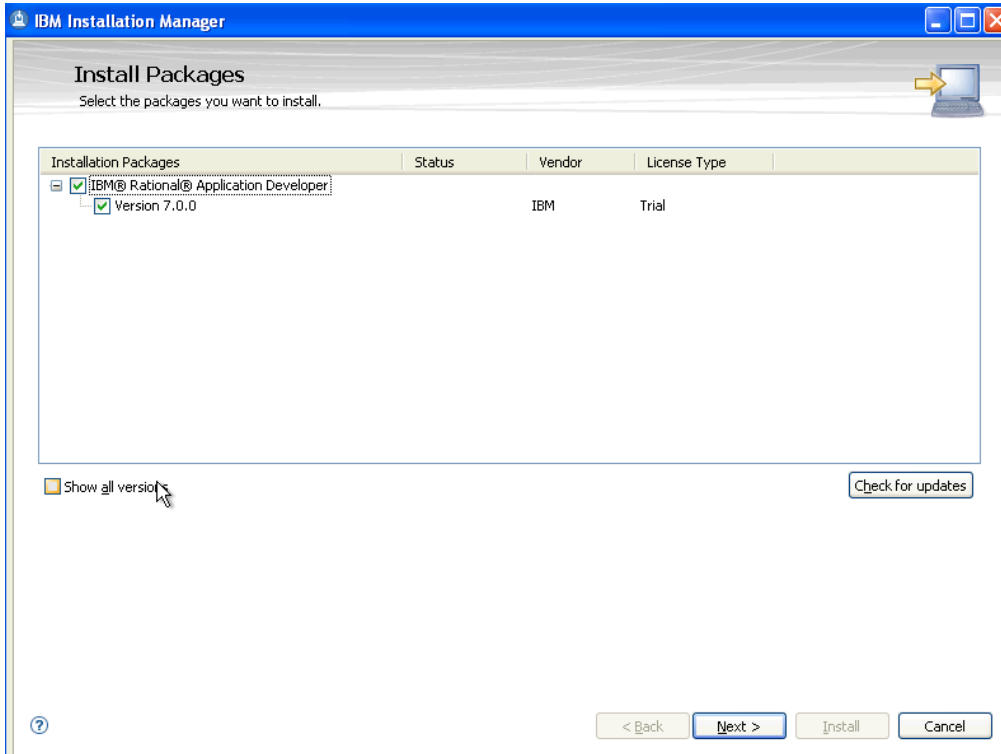 IBM Installation Manager
Install Packages
Select the packages you want to install.
Installation Packages Status Vendor License Type
IBM® Rational® Application Developer
Version 7.0.0 IBM Trial
Show all versions
Check for updates
?
< Back Next > Install Cancel